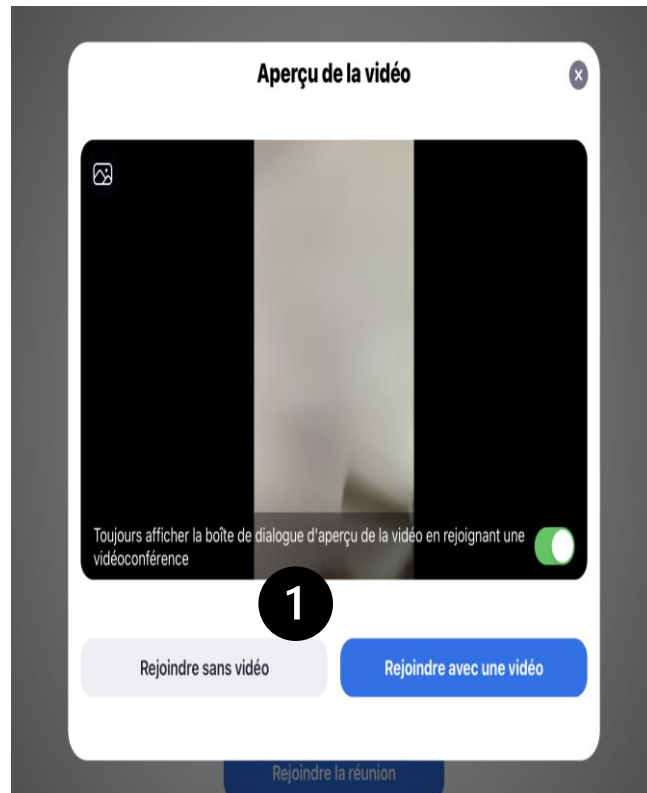 Aperçu de la vidéo
Toujours afficher la boîte de dialogue d'aperçu de la vidéo en rejoignant une
vidéoconférence
1
Rejoindre sans vidéo
Rejoindre avec une vidéo
Rejoindre la réunion